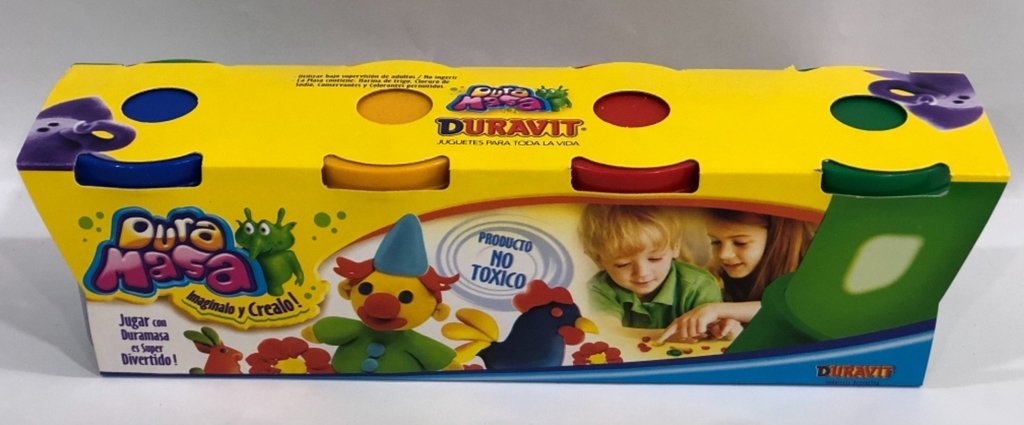 Utilizar bajo supervisión de adultos / No ingerir
La Masa contiene: Harina de trigo, Cloruro de
Sodio, Conservantes y Colorantes permitidos.
Dura
Masa
DURAVIT
JUGUETES PARA TODA LA VIDA
Dura
Masa
Imaginalo y Crealo!
Jugar con
Duramasa
es Super
Divertido!
PRODUCTO
NO
TOXICO
DURAVIT